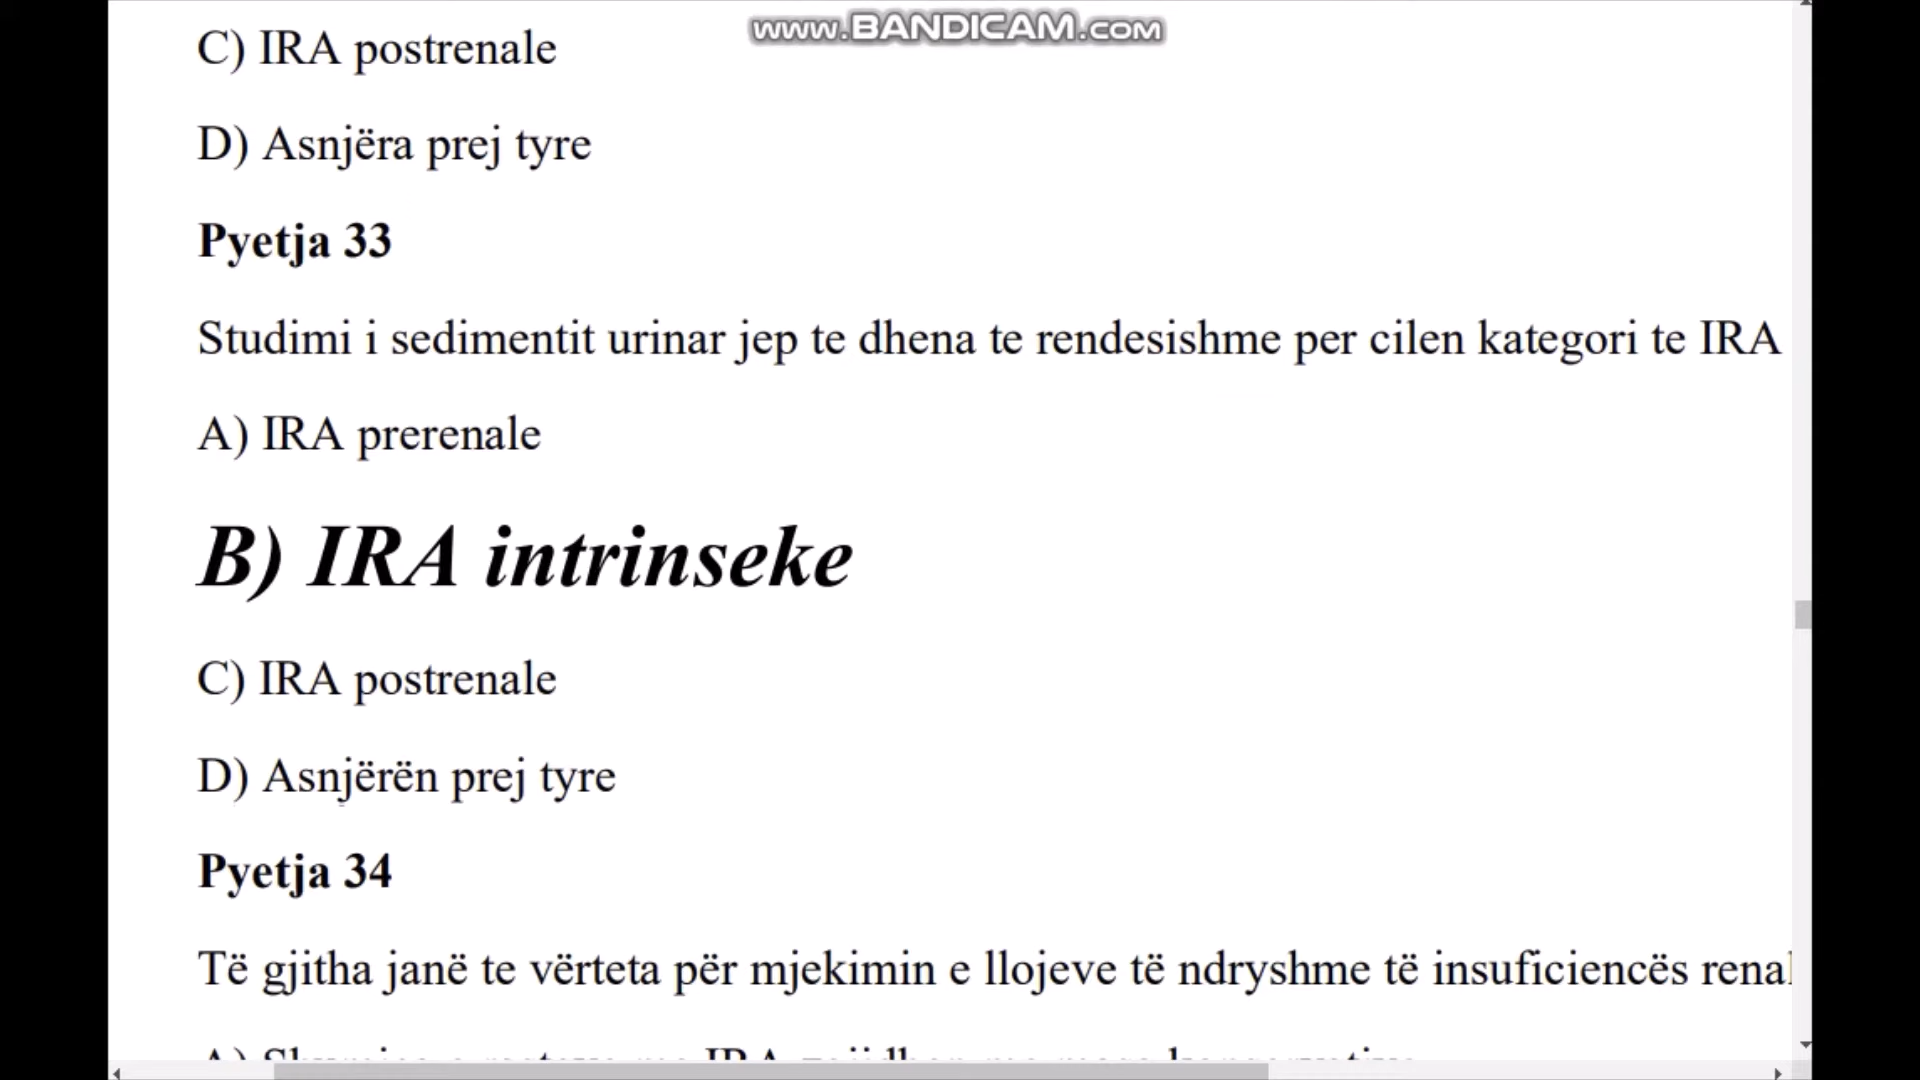 www.BANDICAM.com
C) IRA postrenale
D) Asnjëra prej tyre
Pyetja 33
Studimi i sedimentit urinar jep te dhena te rendesishme per cilen kategori te IRA
A) IRA prerenale
B) IRA intrinseke
C) IRA postrenale
D) Asnjërën prej tyre
Pyetja 34
Të gjitha janë te vërteta për mjekimin e llojeve të ndryshme të insuficiencës renal